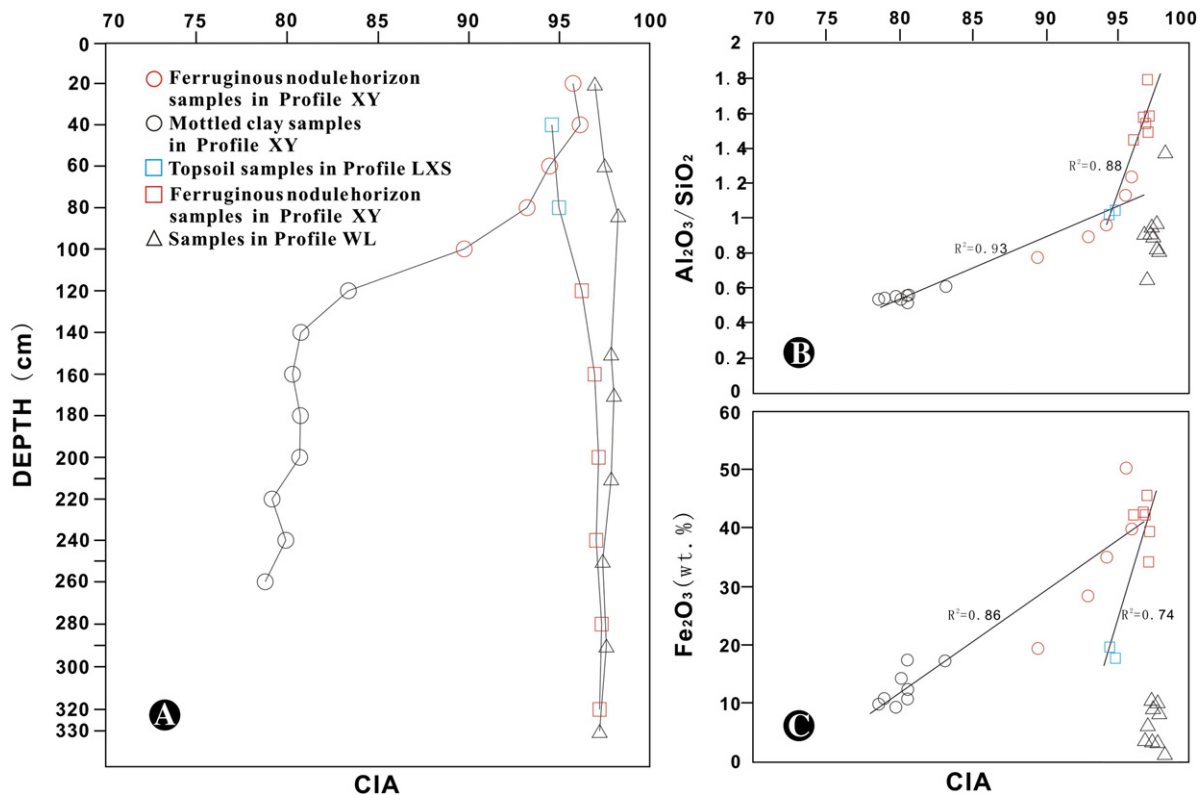 70 75 80 85 90 95 100
0
20
40
60
80
100
120
140
160
180
200
220
240
260
280
300
320
330
DEPTH (cm)
Ferruginous nodule horizon
samples in Profile XY
Mottled clay samples
in Profile XY
Topsoil samples in Profile LXS
Ferruginous nodule horizon
samples in Profile XY
Samples in Profile WL
A
CIA
70 75 80 85 90 95 100
2
1.8
1.6
1.4
1.2
1
0.8
0.6
0.4
0.2
0
Al₂O₃/SiO₂
R²=0.88
R²=0.93
B
60
50
40
30
20
10
0
Fe₂O₃(wt.%)
R²=0.86
R²=0.74
C
CIA